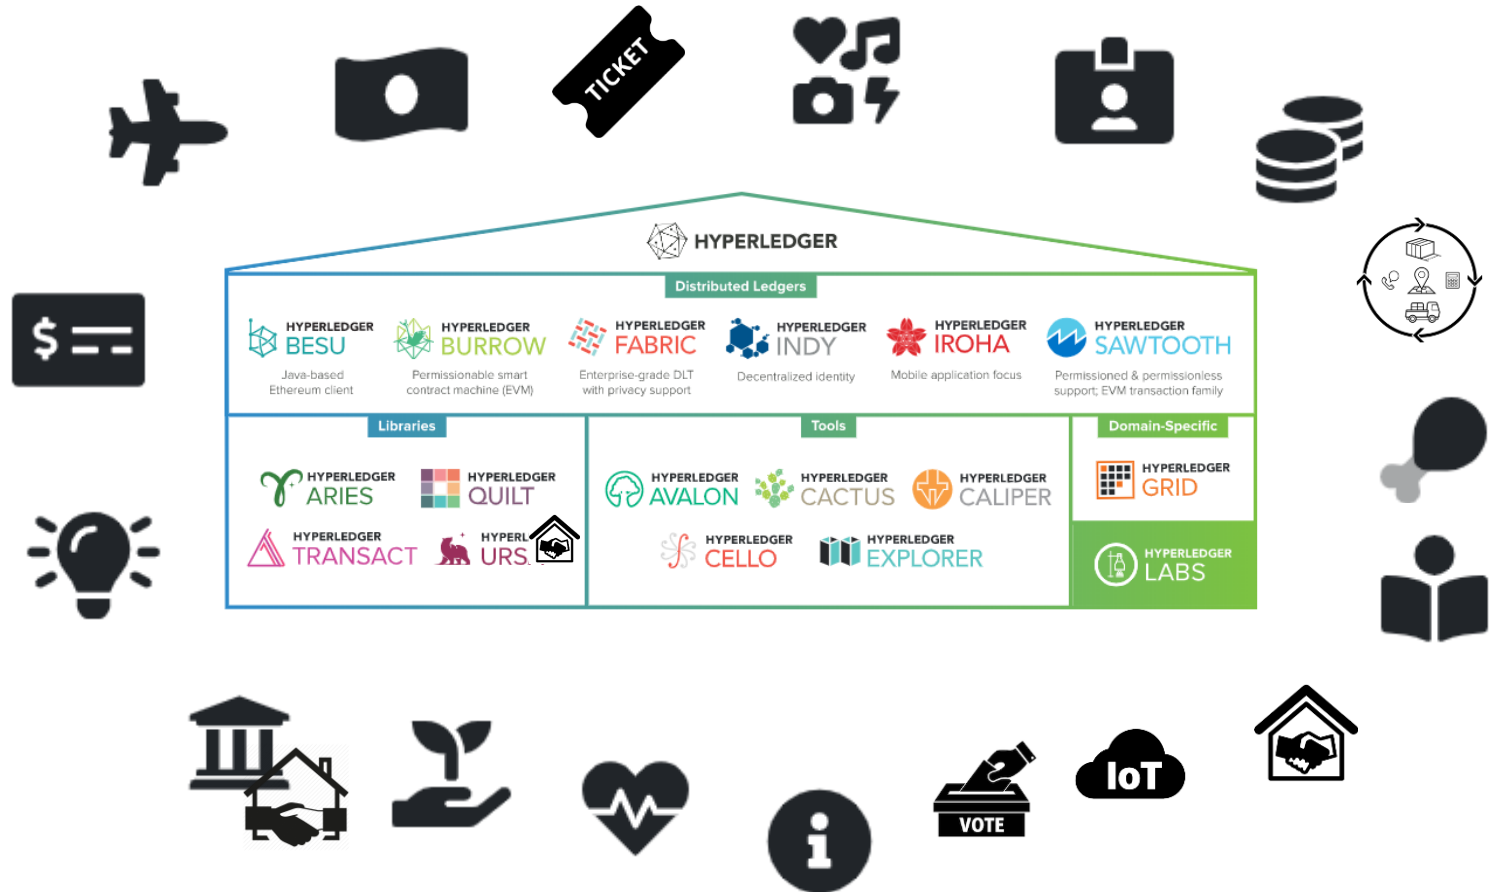 TICKET
HYPERLEDGER
Distributed Ledgers
HYPERLEDGER
BESU
Java-based
Ethereum client
HYPERLEDGER
BURROW
Permissionable smart
contract machine (EVM)
HYPERLEDGER
FABRIC
Enterprise-grade DLT
with privacy support
HYPERLEDGER
INDY
Decentralized identity
HYPERLEDGER
IROHA
Mobile application focus
HYPERLEDGER
SAWTOOTH
Permissioned & permissionless
support; EVM transaction family
$
Libraries
HYPERLEDGER
ARIES
HYPERLEDGER
QUILT
HYPERLEDGER
TRANSACT
HYPERL
URS
Tools
HYPERLEDGER
AVALON
HYPERLEDGER
CACTUS
HYPERLEDGER
CALIPER
HYPERLEDGER
CELLO
HYPERLEDGER
EXPLORER
Domain-Specific
HYPERLEDGER
GRID
HYPERLEDGER
LABS
i
VOTE
IoT